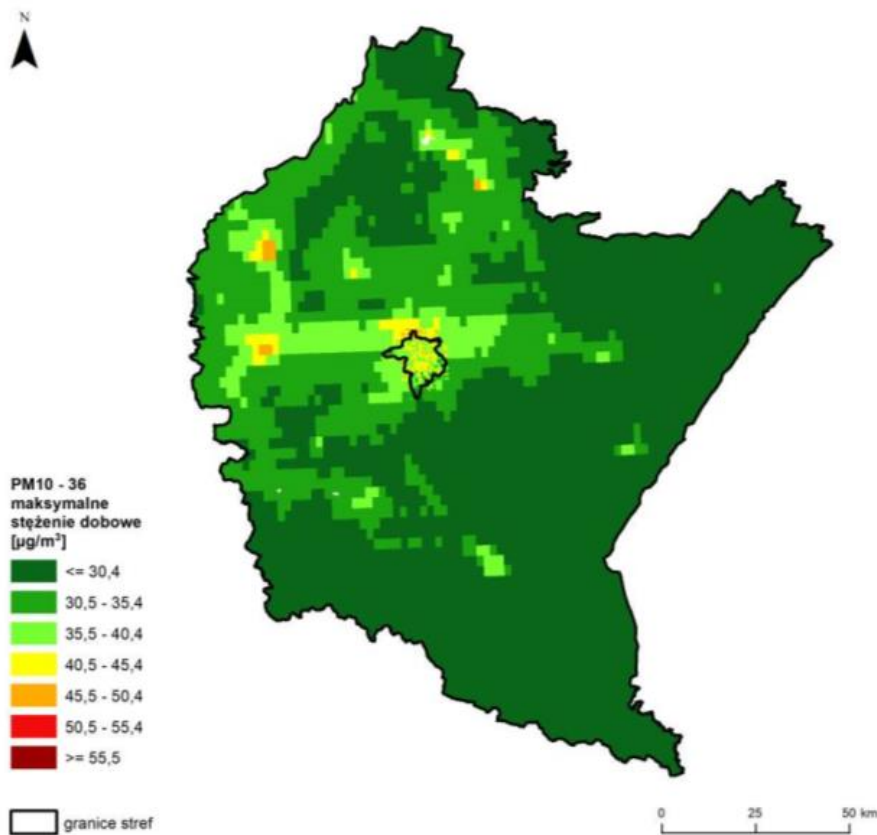 N
PM10 - 36
maksymalne
stężenie dobowe
[µg/m³]
<= 30,4
30,5 - 35,4
35,5 - 40,4
40,5 - 45,4
45,5 - 50,4
50,5 - 55,4
>= 55,5
granice stref
0 25 50 km